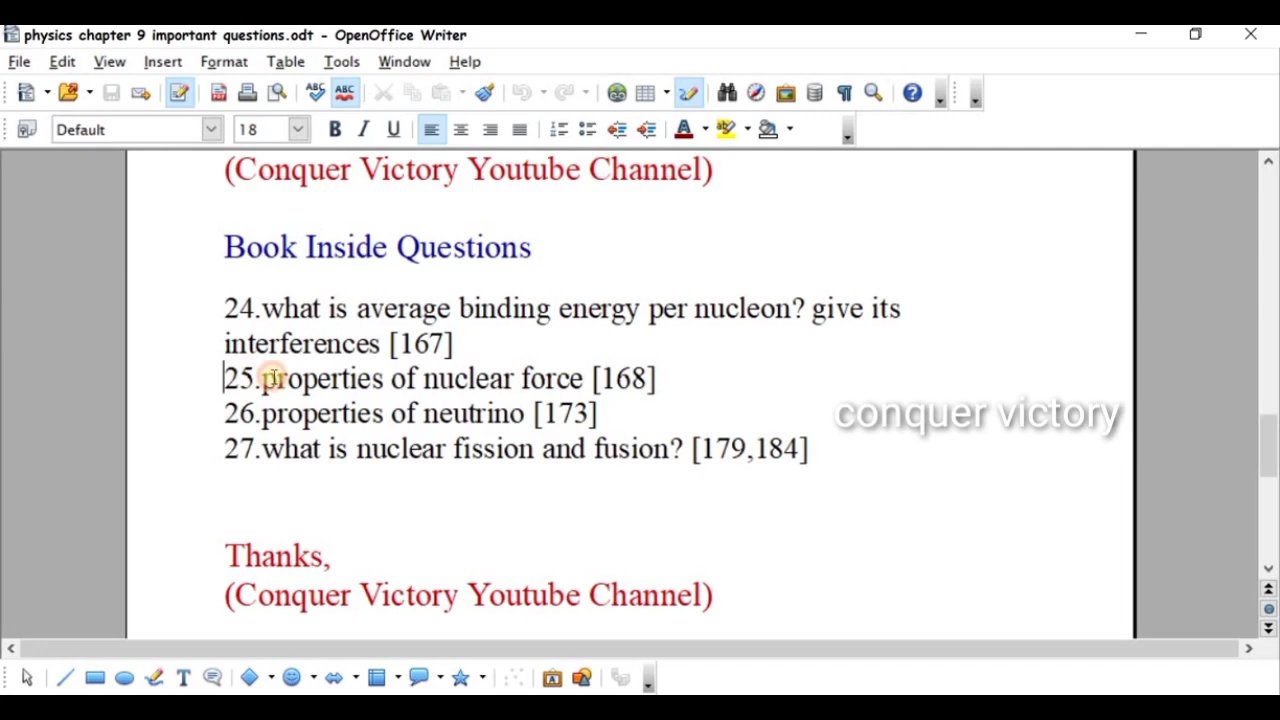 physics chapter 9 important questions.odt - OpenOffice Writer
File Edit View Insert Format Table Tools Window Help
ABC ABC
Default 18 B I U A
(Conquer Victory Youtube Channel)
Book Inside Questions
24.what is average binding energy per nucleon? give its
interferences [167]
25.properties of nuclear force [168]
26.properties of neutrino [173]
conquer victory
27.what is nuclear fission and fusion? [179,184]
Thanks,
(Conquer Victory Youtube Channel)
T A